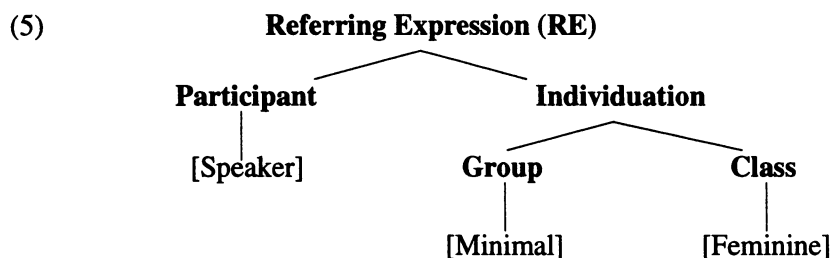 (5) Referring Expression (RE)
Participant Individuation
[Speaker] Group Class
[Minimal] [Feminine]